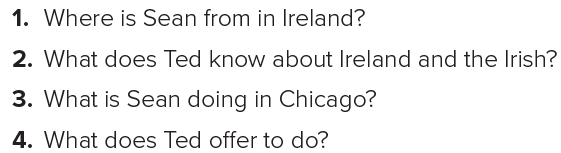 1. Where is Sean from in Ireland?
2. What does Ted know about Ireland and the Irish?
3. What is Sean doing in Chicago?
4. What does Ted offer to do?